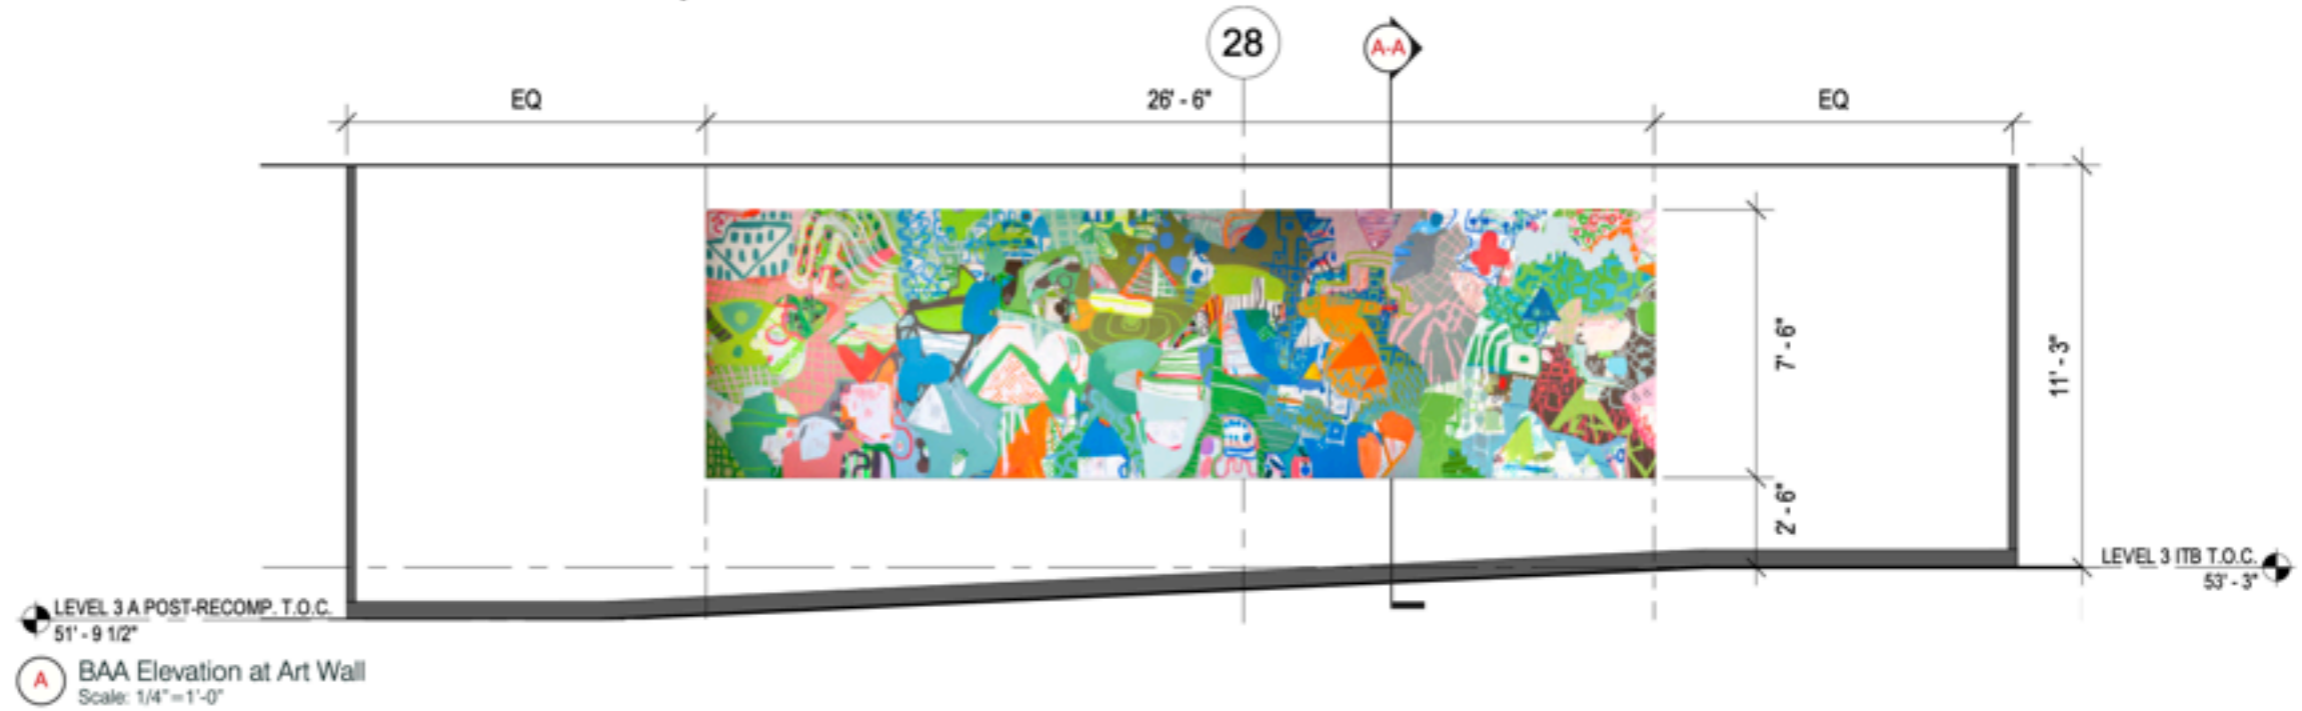 28
A-A
EQ
26' - 6"
EQ
7' - 6"
11' - 3"
2' - 6"
LEVEL 3 ITB T.O.C.
53' - 3"
LEVEL 3 A POST-RECOMP. T.O.C.
51' - 9 1/2"
A
BAA Elevation at Art Wall
Scale: 1/4"=1'-0"